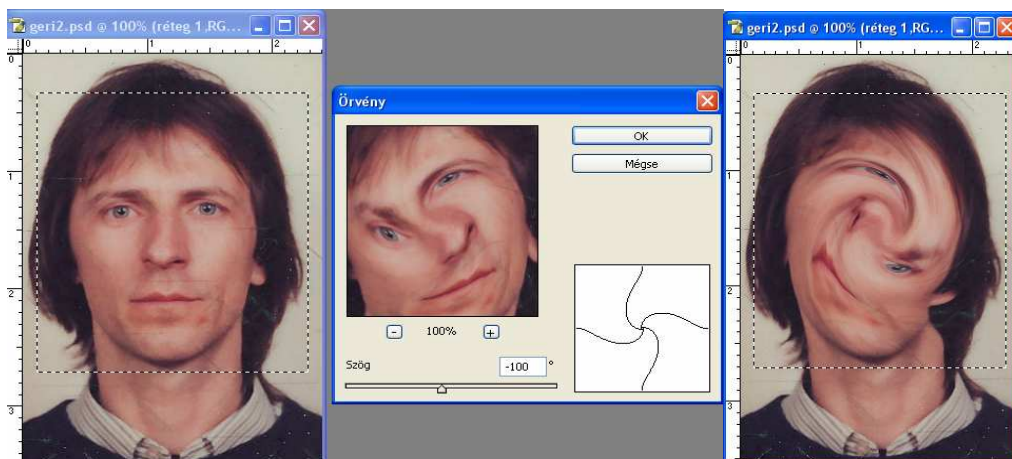 geri2.psd @ 100% (réteg 1,RG...
0 1 2
0
1
2
3
Örvény
OK
Mégse
100%
Szög -100 °
geri2.psd @ 100% (réteg 1,RG...
0 1 2
0
1
2
3